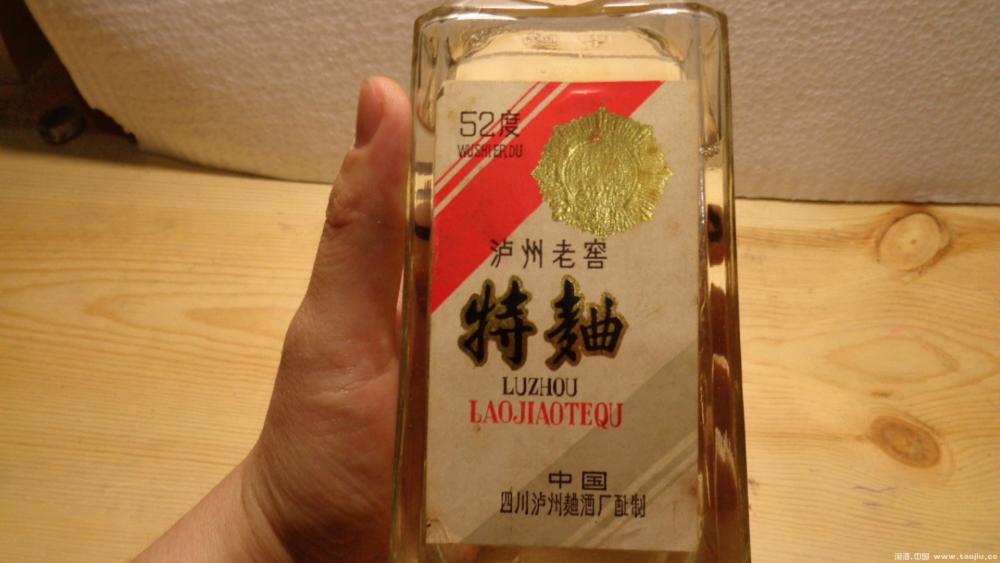 52度
WUSHIERDU
泸州老窖
特麯
LUZHOU
LAOJIAOTEQU
中国
四川泸州麯酒厂酝制
淘酒.中国 www.taojiu.cc